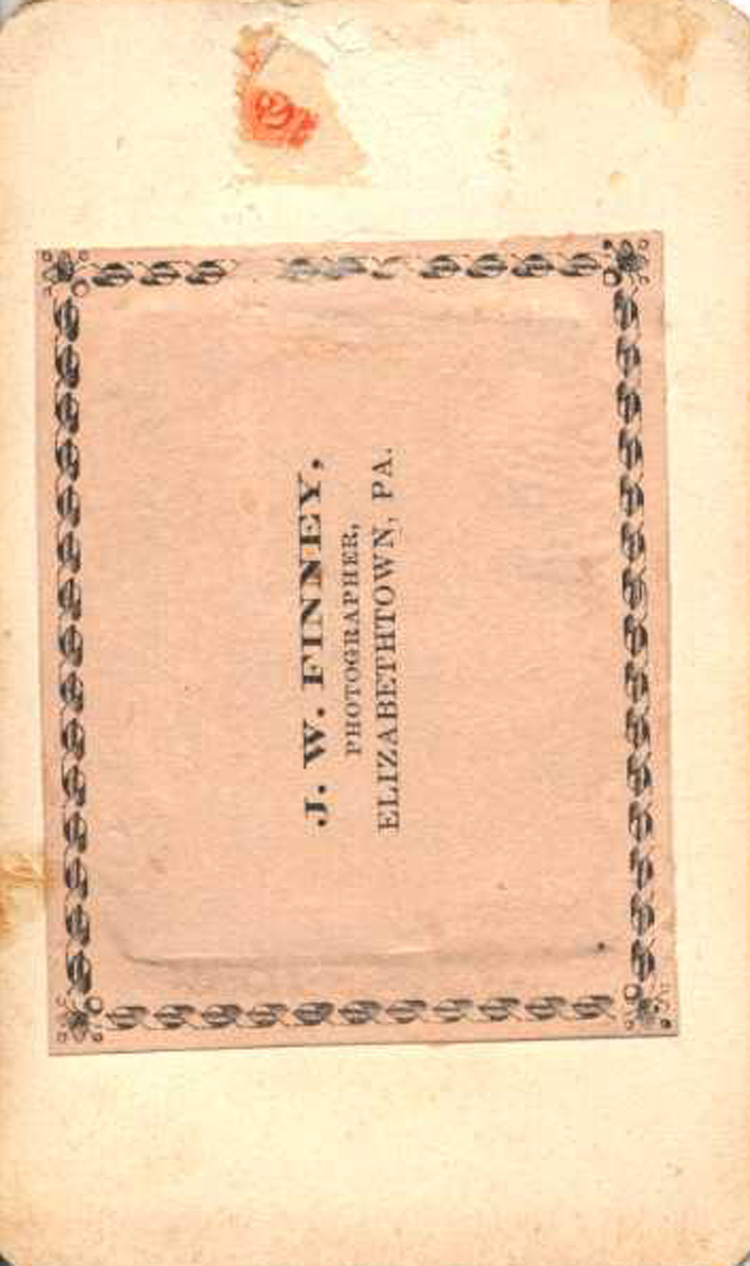 J. W. FINNEY,
PHOTOGRAPHER,
ELIZABETHTOWN, PA.